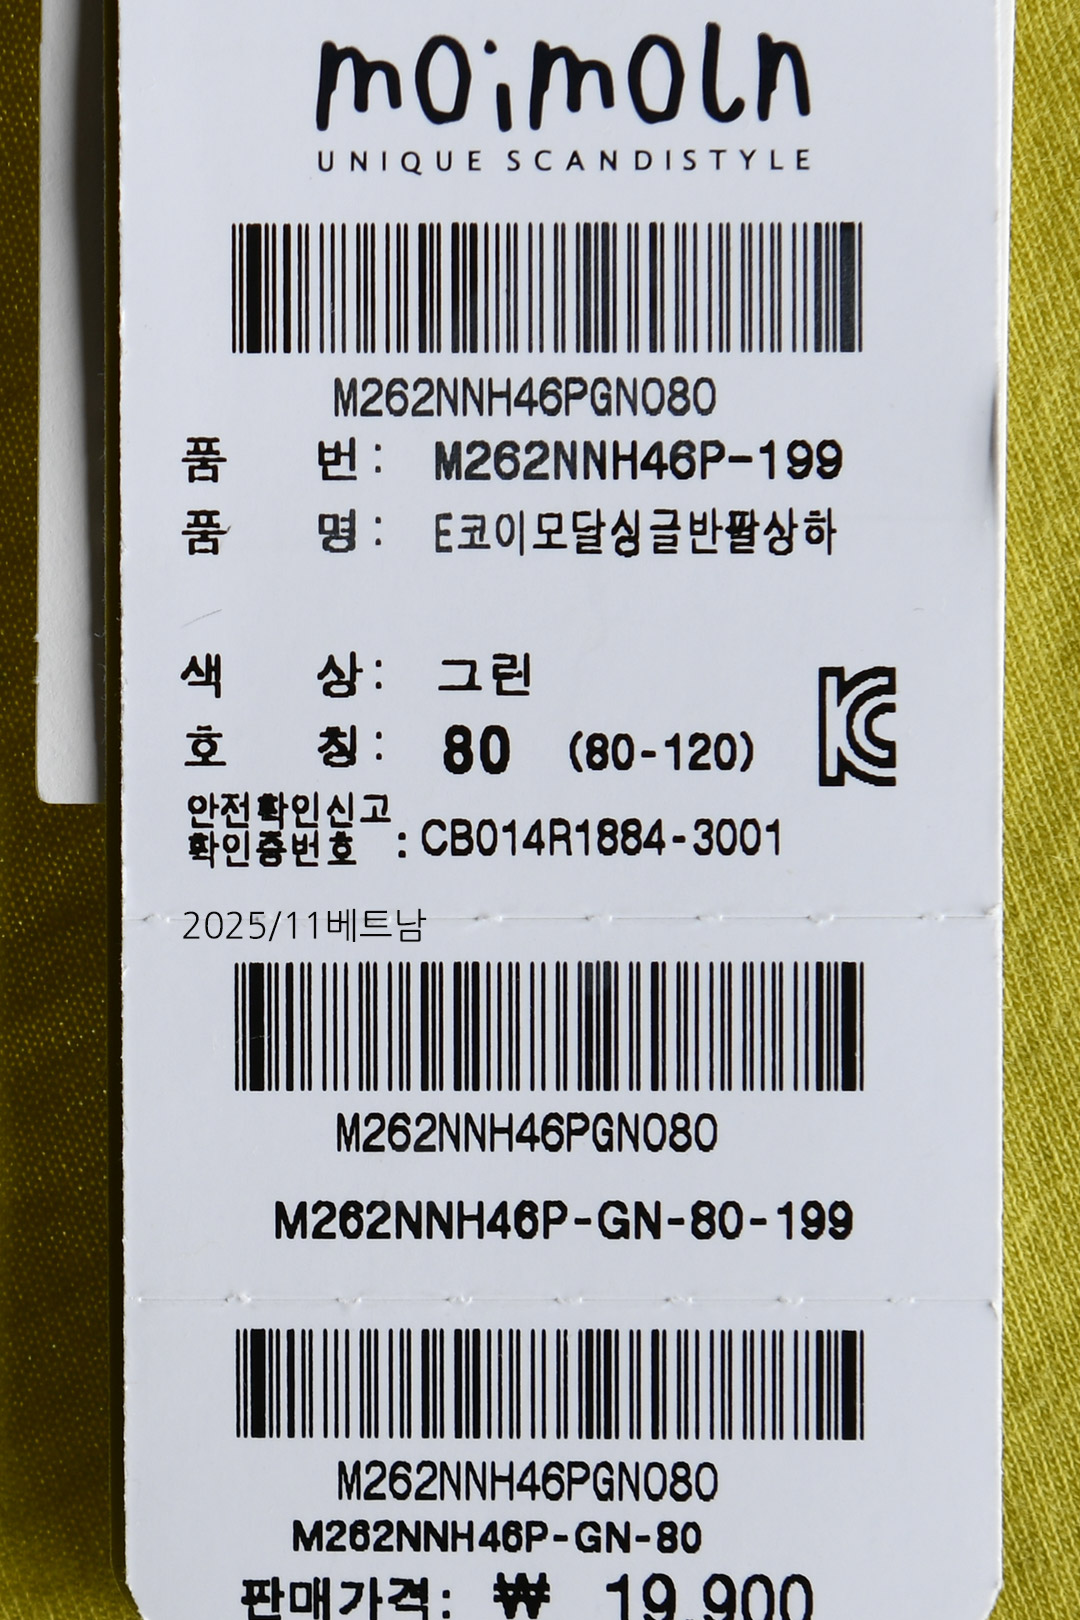 moimoln
UNIQUE SCANDISTYLE
M262NNH46PGN080
품 번: M262NNH46P-199
품 명: E코이모달싱글반팔상하
색 상: 그린
호 칭: 80 (80-120)
안전확인신고
확인증번호 : CB014R1884-3001
2025/11베트남
M262NNH46PGN080
M262NNH46P-GN-80-199
M262NNH46PGN080
M262NNH46P-GN-80
판매가격: ₩ 19,900